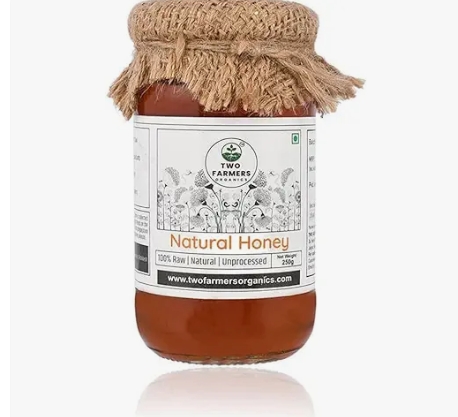 TWO
FARMERS
ORGANICS
Natural Honey
100% Raw | Natural | Unprocessed
Net Weight
250g
www.twofarmersorganics.com